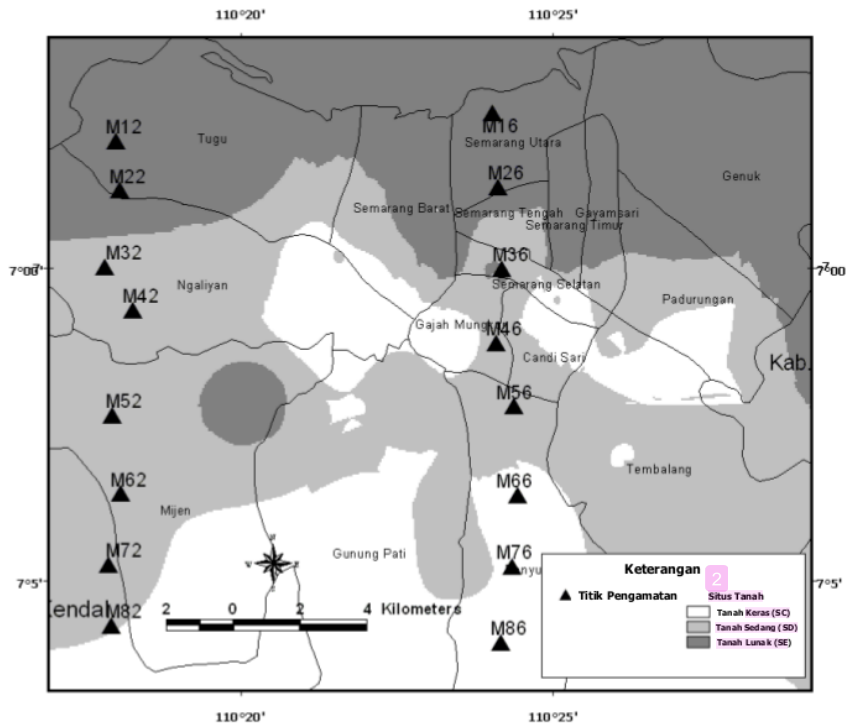 110°20'
110°25'
M12
Tugu
M16
Semarang Utara
M22
M26
Genuk
Semarang Barat
Semarang Tengah
Gayamsari
Semarang Timur
7°00'
M32
M36
7°00'
M42
Ngaliyan
Semarang Selatan
Padurungan
Gajah Mungk
M46
Candi Sari
Kab.
M52
M56
M62
M66
Tembalang
Mijen
M72
Gunung Pati
M76
7°5'
7°5'
Kendal
M82
M86
2 0 2 4 Kilometers
N
W E
S
Keterangan
2
Titik Pengamatan
Situs Tanah
Tanah Keras (SC)
Tanah Sedang (SD)
Tanah Lunak (SE)
110°20'
110°25'